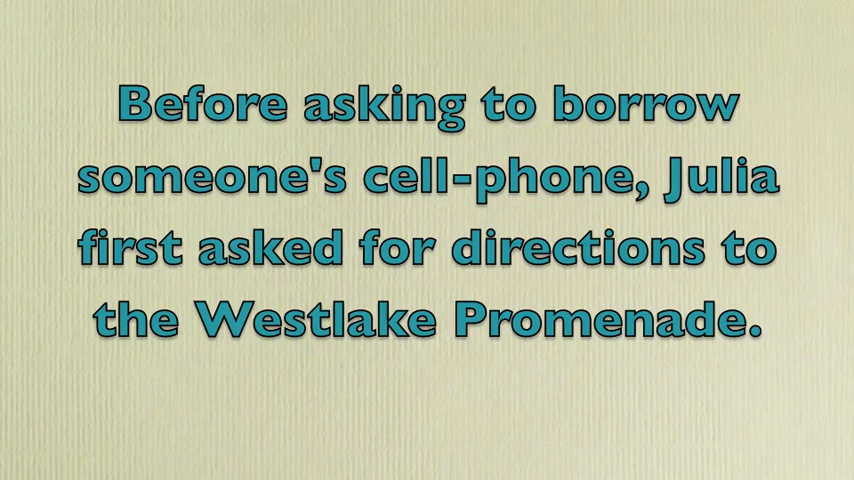 Before asking to borrow
someone's cell-phone, Julia
first asked for directions to
the Westlake Promenade.